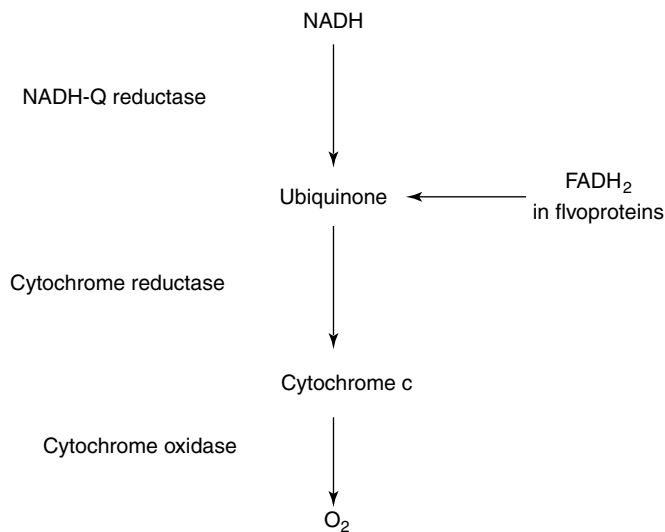 NADH
NADH-Q reductase
Ubiquinone
FADH₂
in flvoproteins
Cytochrome reductase
Cytochrome c
Cytochrome oxidase
O₂